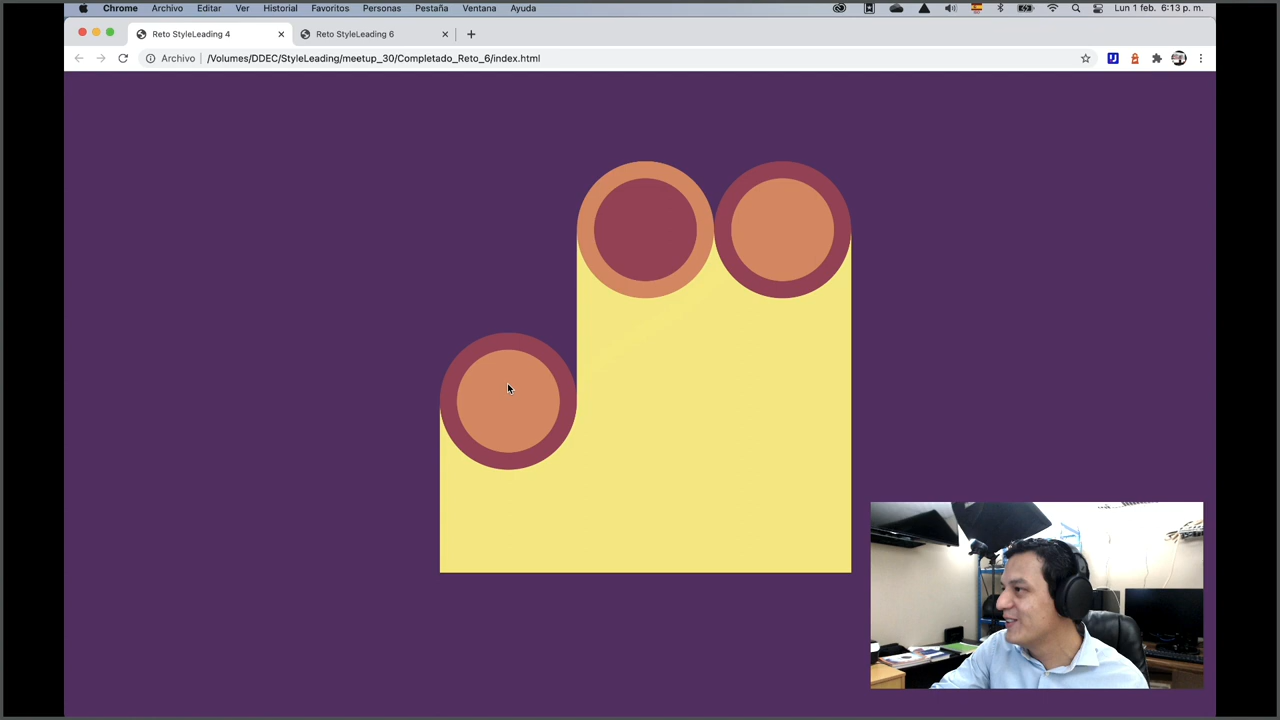 Chrome Archivo Editar Ver Historial Favoritos Personas Pestaña Ventana Ayuda Lun 1 feb. 6:13 p. m.
Reto StyleLeading 4 Reto StyleLeading 6
Archivo /Volumes/DDEC/StyleLeading/meetup_30/Completado_Reto_6/index.html